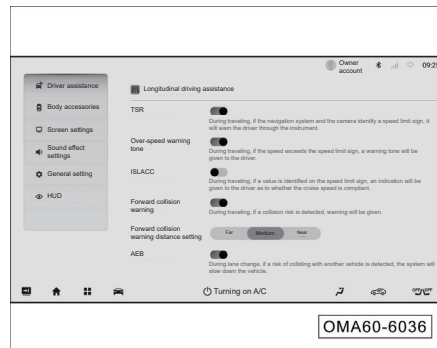 Owner
account
09:25
Driver assistance
Body accessories
Screen settings
Sound effect
settings
General setting
HUD
Longitudinal driving assistance
TSR
During traveling, if the navigation system and the camera identify a speed limit sign, it
will warn the driver through the instrument.
Over-speed warning
tone
During traveling, if the speed exceeds the speed limit sign, a warning tone will be
given to the driver.
ISLACC
During traveling, if a value is identified on the speed limit sign, an indication will be
given to the driver as to whether the cruise speed is compliant.
Forward collision
warning
During traveling, if a collision risk is detected, warning will be given.
Forward collision
warning distance setting
Far Medium Near
AEB
During lane change, if a risk of colliding with another vehicle is detected, the system will
slow down the vehicle.
Turning on A/C
OFF/OFF
OMA60-6036